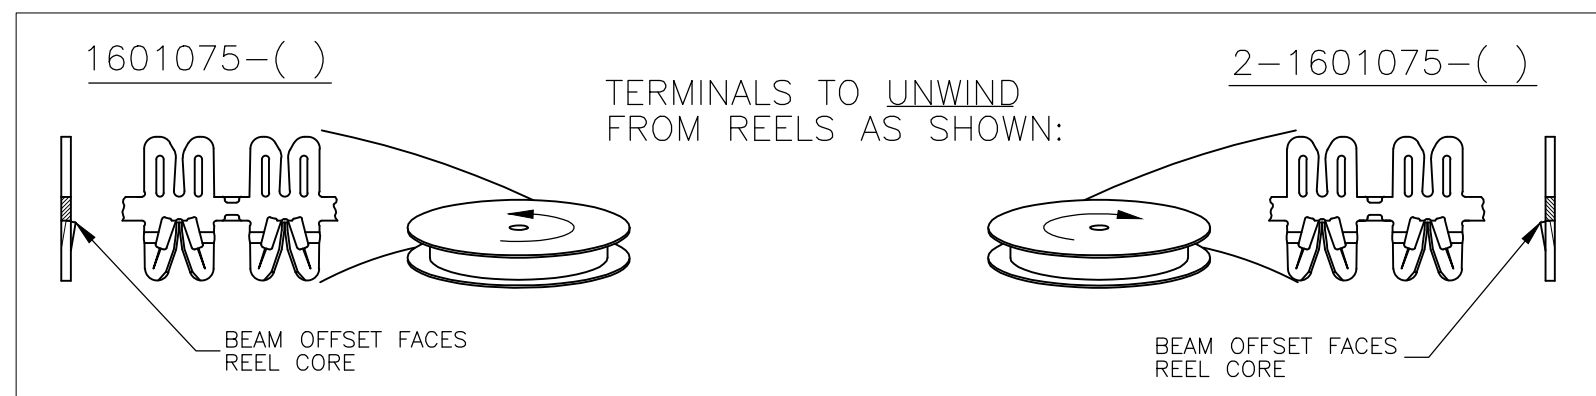 1601075-( )
2-1601075-( )
TERMINALS TO UNWIND
FROM REELS AS SHOWN:
BEAM OFFSET FACES
REEL CORE
BEAM OFFSET FACES
REEL CORE